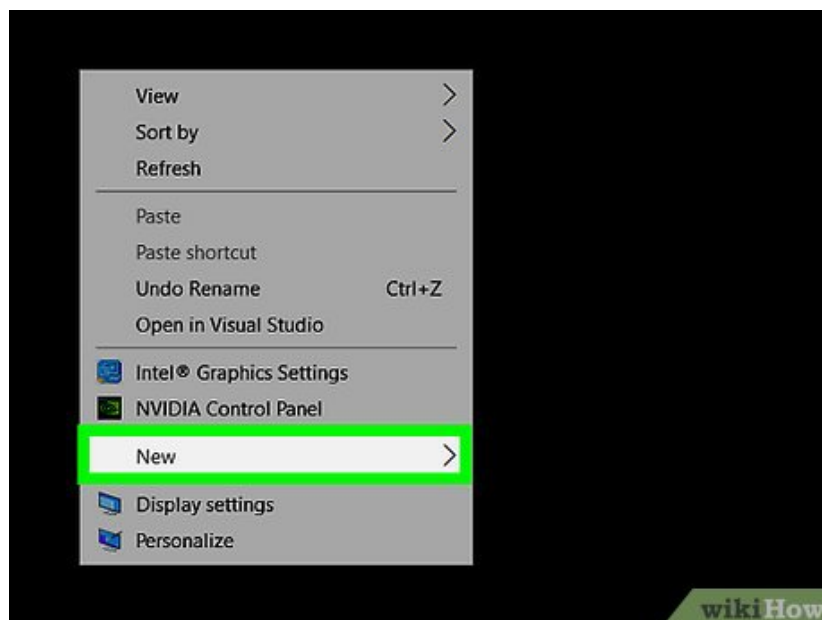 View
Sort by
Refresh
Paste
Paste shortcut
Undo Rename Ctrl+Z
Open in Visual Studio
Intel® Graphics Settings
NVIDIA Control Panel
New
Display settings
Personalize
wikiHow